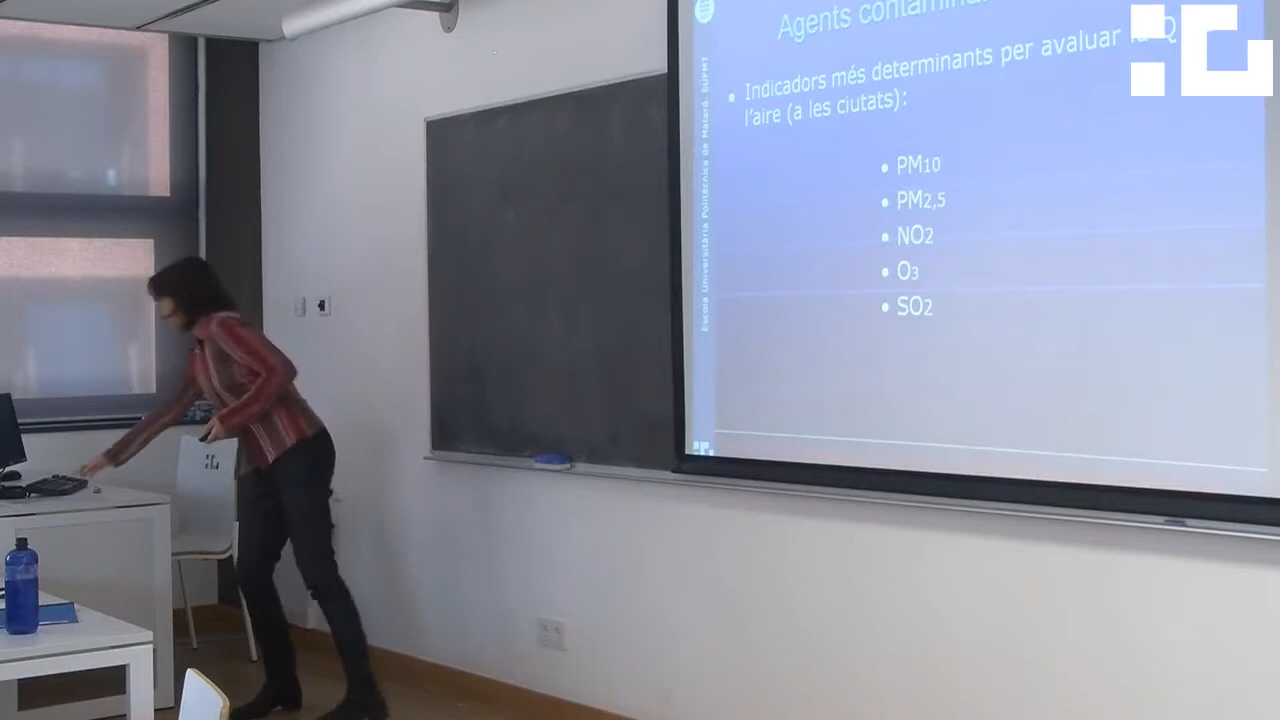 Agents contaminan
Indicadors més determinants per avaluar la Q
l'aire (a les ciutats):
PM10
PM2,5
NO2
O3
SO2
Escola Universitària Politècnica de Mataró. EUPMT